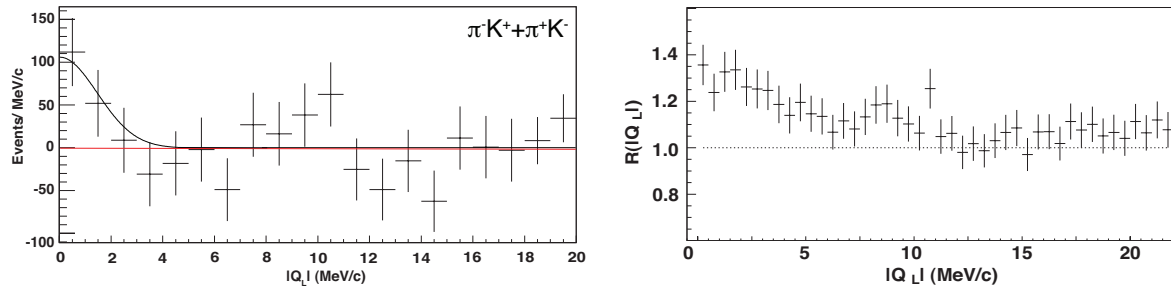 π⁻K⁺+π⁺K⁻
Events/ MeV/c
150
100
50
0
-50
-100
0 2 4 6 8 10 12 14 16 18 20
|Q_L| (MeV/c)
R(|Q_L|)
1.4
1.2
1.0
0.8
0 5 10 15 20
|Q_L| (MeV/c)